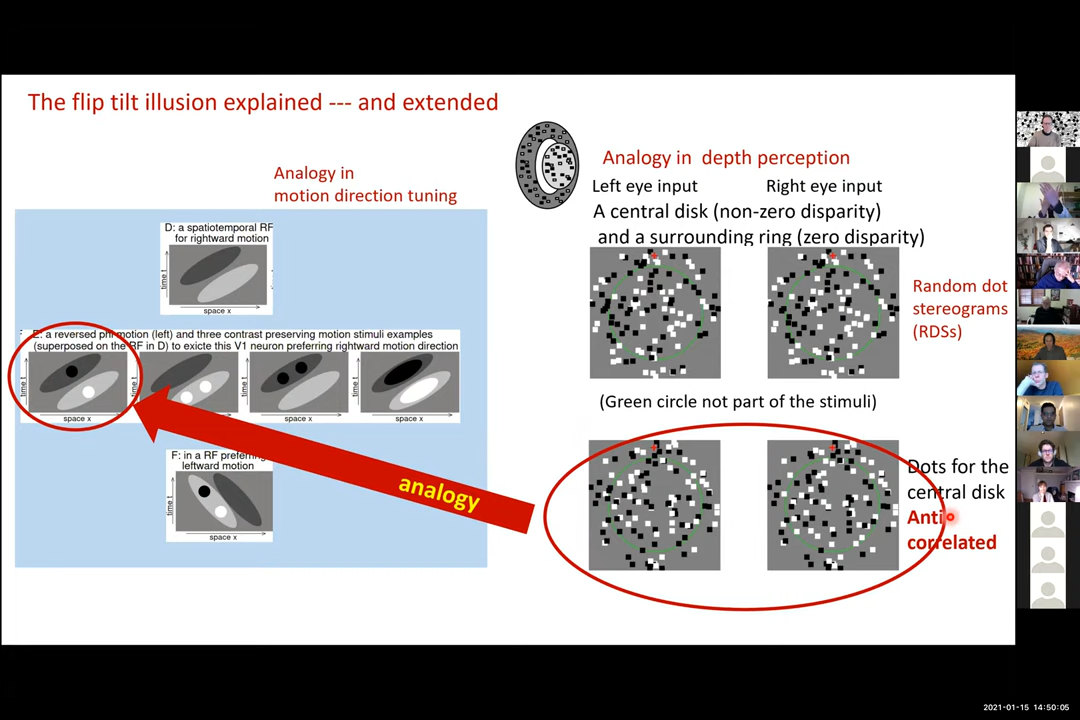 The flip tilt illusion explained --- and extended
Analogy in
motion direction tuning
D: a spatiotemporal RF
for rightward motion
time t
space x
E: a reversed phi motion (left) and three contrast preserving motion stimuli examples
(superposed on the RF in D) to exicte this V1 neuron preferring rightward motion direction
time t
space x
time t
space x
time t
space x
F: in a RF preferring
leftward motion
time t
space x
analogy
Analogy in depth perception
Left eye input
Right eye input
A central disk (non-zero disparity)
and a surrounding ring (zero disparity)
Random dot
stereograms
(RDSs)
(Green circle not part of the stimuli)
Dots for the
central disk
Anti-
correlated
2021-01-15 14:50:05